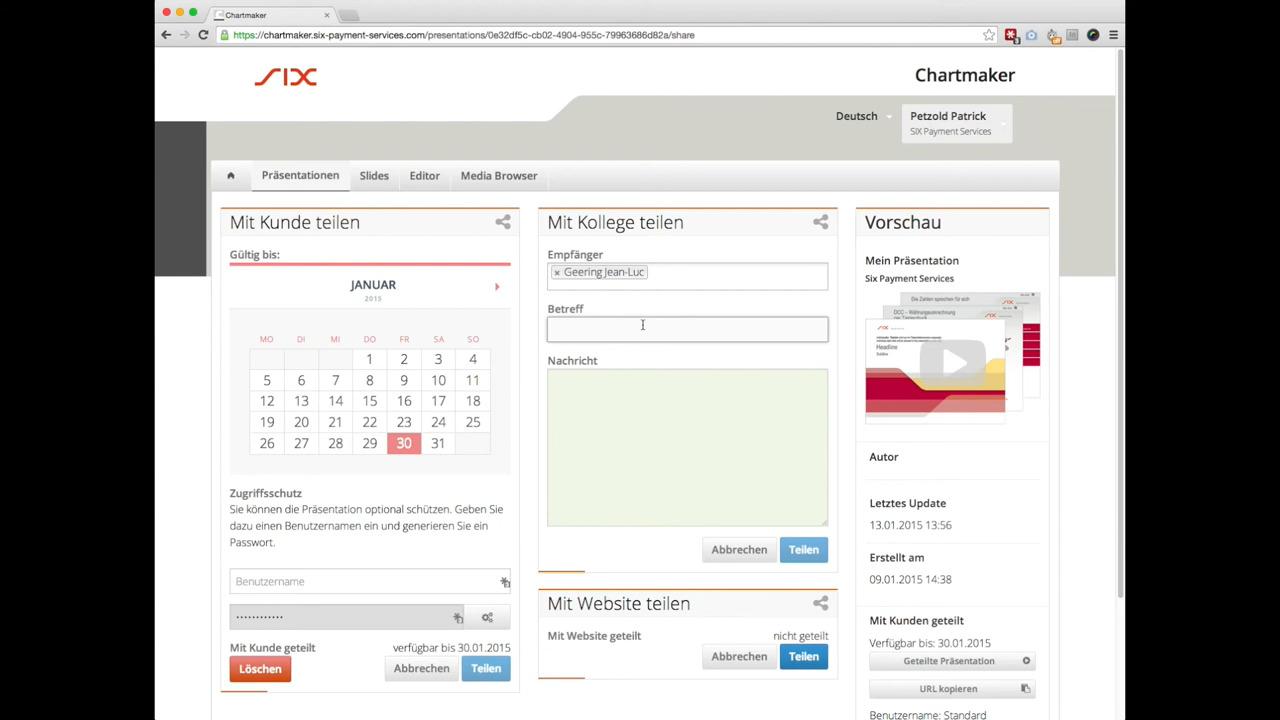 Chartmaker
https://chartmaker.six-payment-services.com/presentations/0e32df5c-cb02-4904-955c-79963686d82a/share
SIX
Chartmaker
Deutsch
Petzold Patrick
SIX Payment Services
Präsentationen
Slides
Editor
Media Browser
Mit Kunde teilen
Gültig bis:
JANUAR
2015
MO DI MI DO FR SA SO
1 2 3 4
5 6 7 8 9 10 11
12 13 14 15 16 17 18
19 20 21 22 23 24 25
26 27 28 29 30 31
Zugriffsschutz
Sie können die Präsentation optional schützen. Geben Sie
dazu einen Benutzernamen ein und generieren Sie ein
Passwort.
Benutzername
Mit Kunde geteilt
verfügbar bis 30.01.2015
Löschen
Abbrechen
Teilen
Mit Kollege teilen
Empfänger
× Geering Jean-Luc
Betreff
Nachricht
Abbrechen
Teilen
Mit Website teilen
Mit Website geteilt
nicht geteilt
Abbrechen
Teilen
Vorschau
Mein Präsentation
Six Payment Services
Die Zahlen sprechen für sich
DCC – Währungsumrechnung
Headline
Subline
Autor
Letztes Update
13.01.2015 13:56
Erstellt am
09.01.2015 14:38
Mit Kunden geteilt
Verfügbar bis: 30.01.2015
Geteilte Präsentation
URL kopieren
Benutzername: Standard